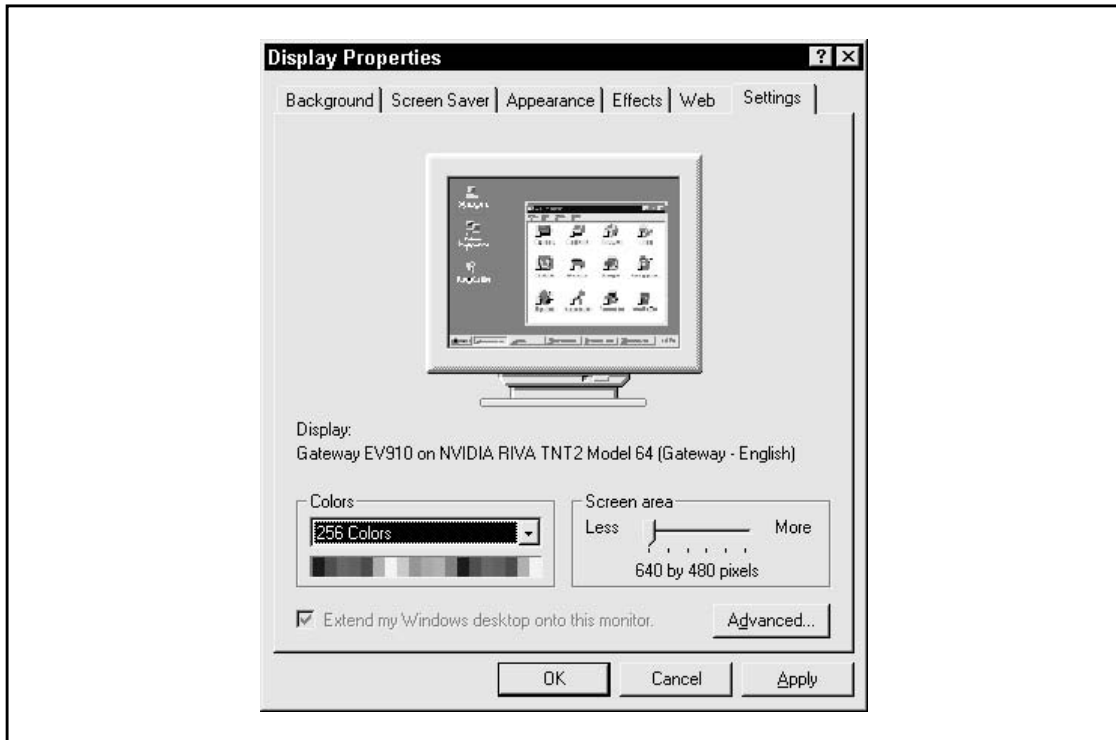 Display Properties
? X
Background Screen Saver Appearance Effects Web Settings
Display:
Gateway EV910 on NVIDIA RIVA TNT2 Model 64 (Gateway - English)
Colors
256 Colors
Screen area
Less More
640 by 480 pixels
Extend my Windows desktop onto this monitor.
Advanced...
OK Cancel Apply